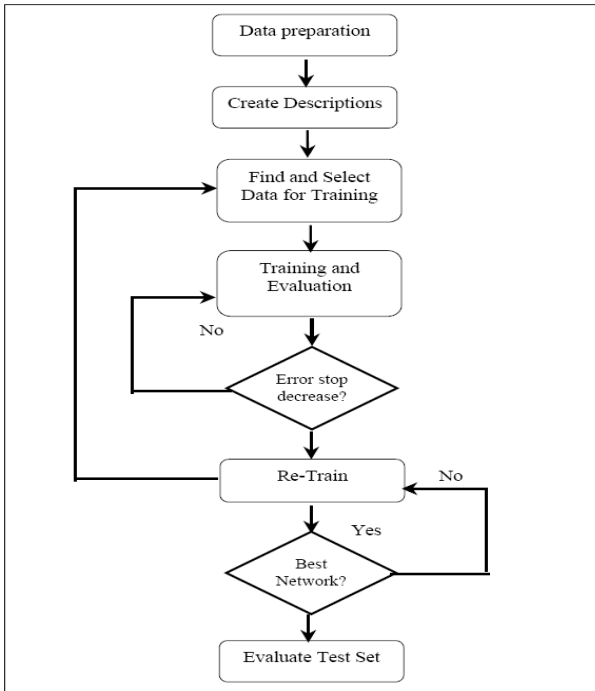 Data preparation
Create Descriptions
Find and Select
Data for Training
Training and
Evaluation
No
Error stop
decrease?
Re-Train
No
Yes
Best
Network?
Evaluate Test Set